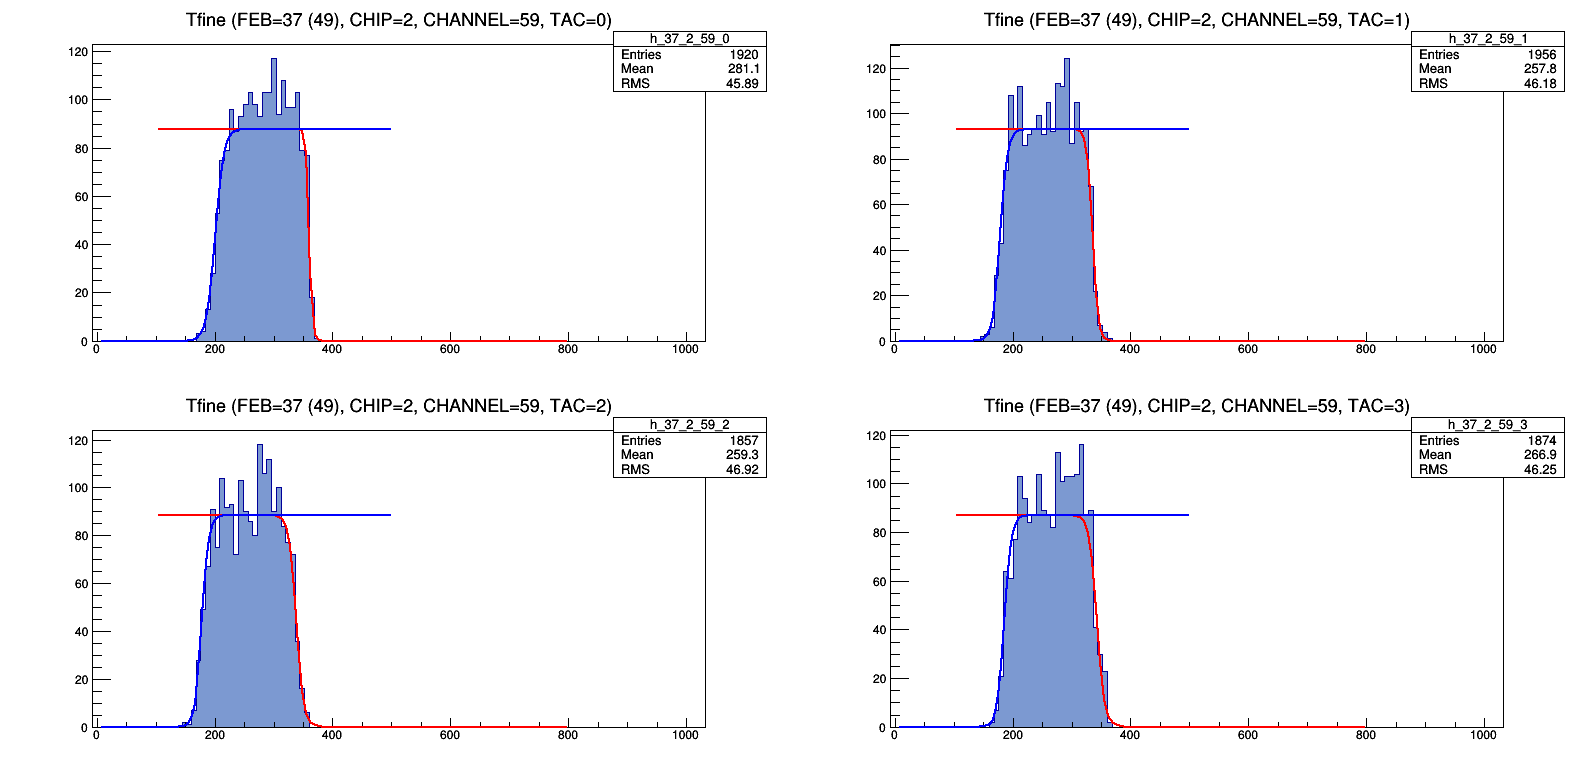 Tfine (FEB=37 (49), CHIP=2, CHANNEL=59, TAC=0)
h_37_2_59_0
Entries 1920
Mean 281.1
RMS 45.89
120
100
80
60
40
20
0
0 200 400 600 800 1000
Tfine (FEB=37 (49), CHIP=2, CHANNEL=59, TAC=1)
h_37_2_59_1
Entries 1956
Mean 257.8
RMS 46.18
120
100
80
60
40
20
0
0 200 400 600 800 1000
Tfine (FEB=37 (49), CHIP=2, CHANNEL=59, TAC=2)
h_37_2_59_2
Entries 1857
Mean 259.3
RMS 46.92
120
100
80
60
40
20
0
0 200 400 600 800 1000
Tfine (FEB=37 (49), CHIP=2, CHANNEL=59, TAC=3)
h_37_2_59_3
Entries 1874
Mean 266.9
RMS 46.25
120
100
80
60
40
20
0
0 200 400 600 800 1000